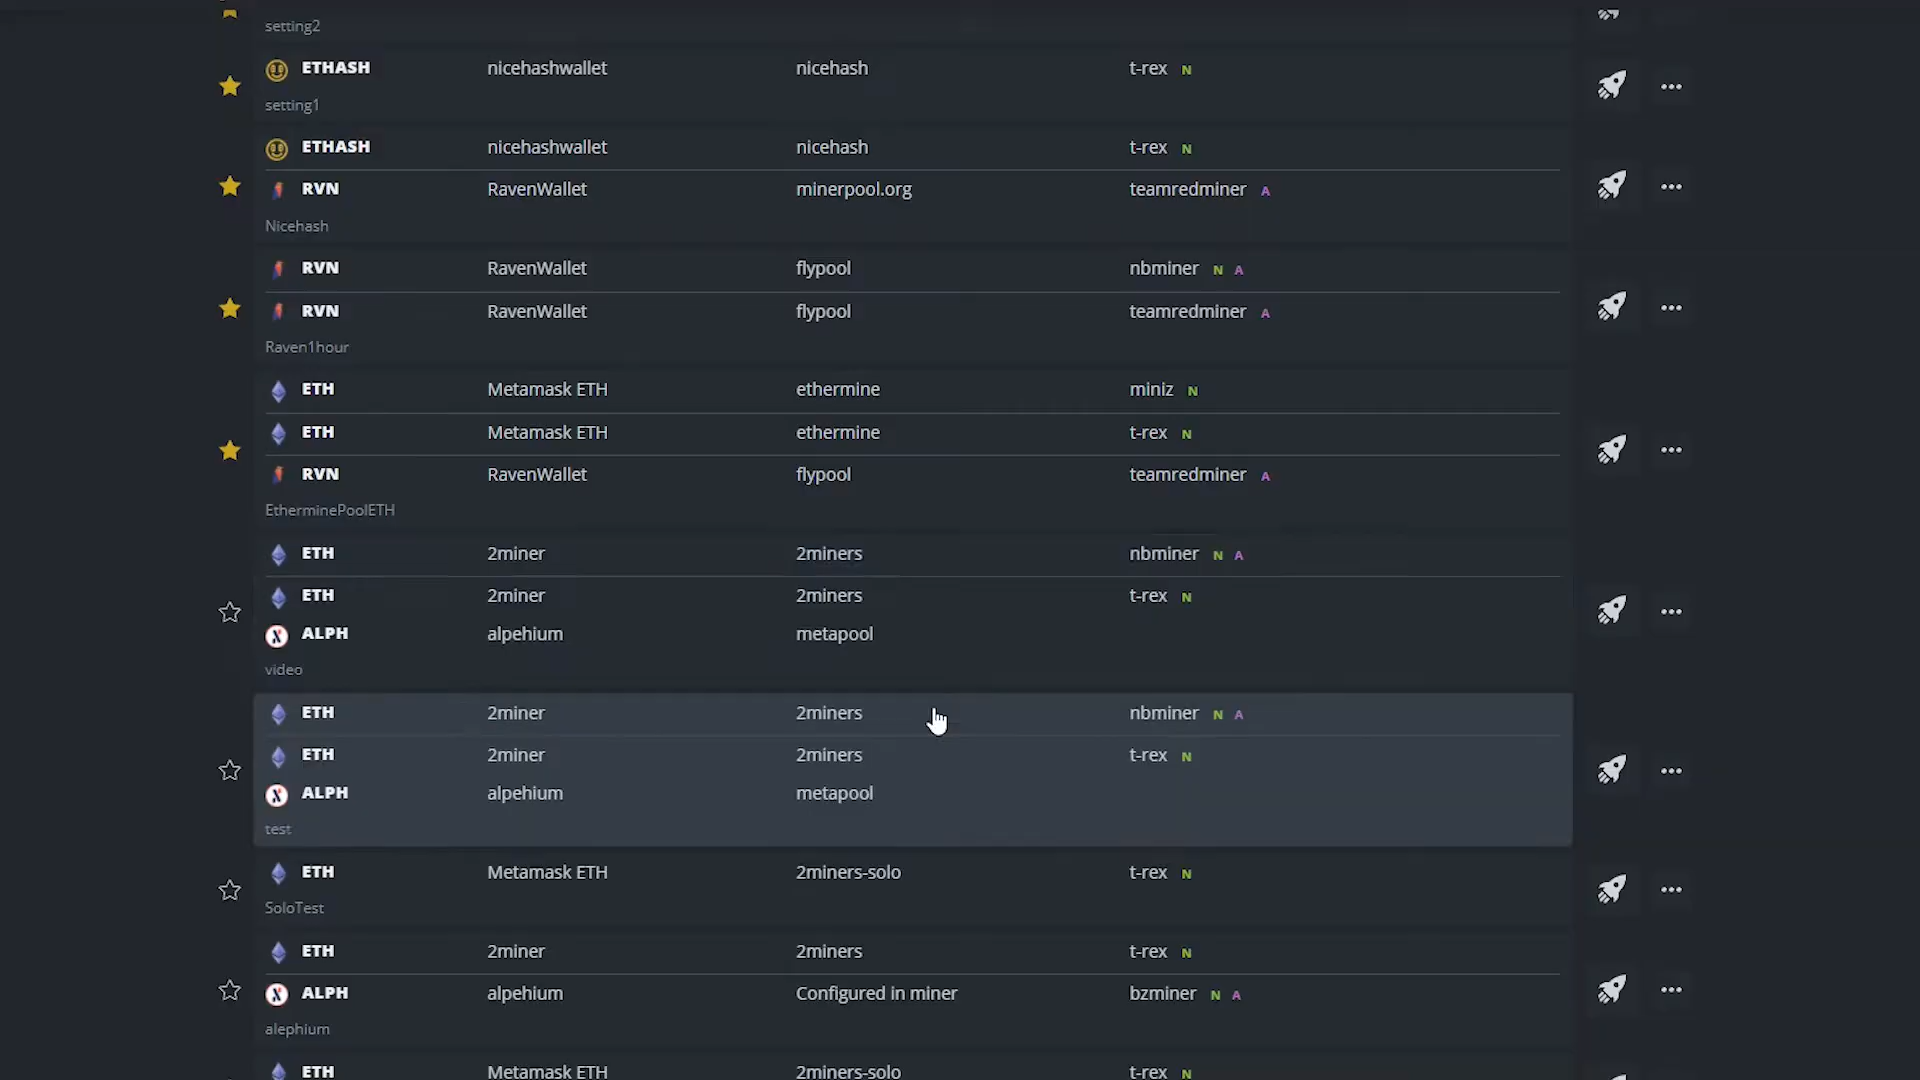 setting2
ETHASH nicehashwallet nicehash t-rex N
setting1
ETHASH nicehashwallet nicehash t-rex N
RVN RavenWallet minerpool.org teamredminer A
Nicehash
RVN RavenWallet flypool nbminer N A
RVN RavenWallet flypool teamredminer A
Raven1hour
ETH Metamask ETH ethermine miniz N
ETH Metamask ETH ethermine t-rex N
RVN RavenWallet flypool teamredminer A
EtherminePoolETH
ETH 2miner 2miners nbminer N A
ETH 2miner 2miners t-rex N
ALPH alpehium metapool
video
ETH 2miner 2miners nbminer N A
ETH 2miner 2miners t-rex N
ALPH alpehium metapool
test
ETH Metamask ETH 2miners-solo t-rex N
SoloTest
ETH 2miner 2miners t-rex N
ALPH alpehium Configured in miner bzminer N A
alephium
ETH Metamask ETH 2miners-solo t-rex N